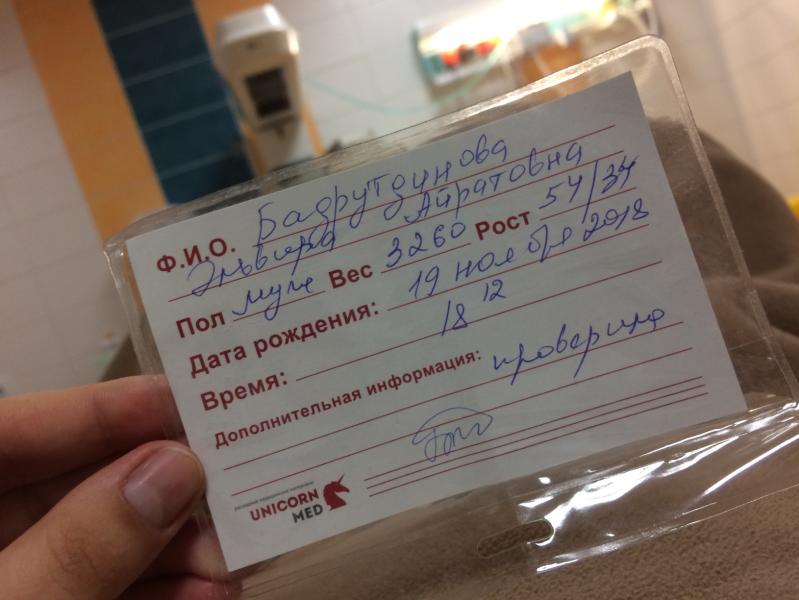 Ф.И.О. Бадрутдинова
Эльвира Айратовна
Пол муж Вес 3260 Рост 54/34
Дата рождения: 19 ноября 2018
Время: 18 12
Дополнительная информация: проверила
UNICORN
MED